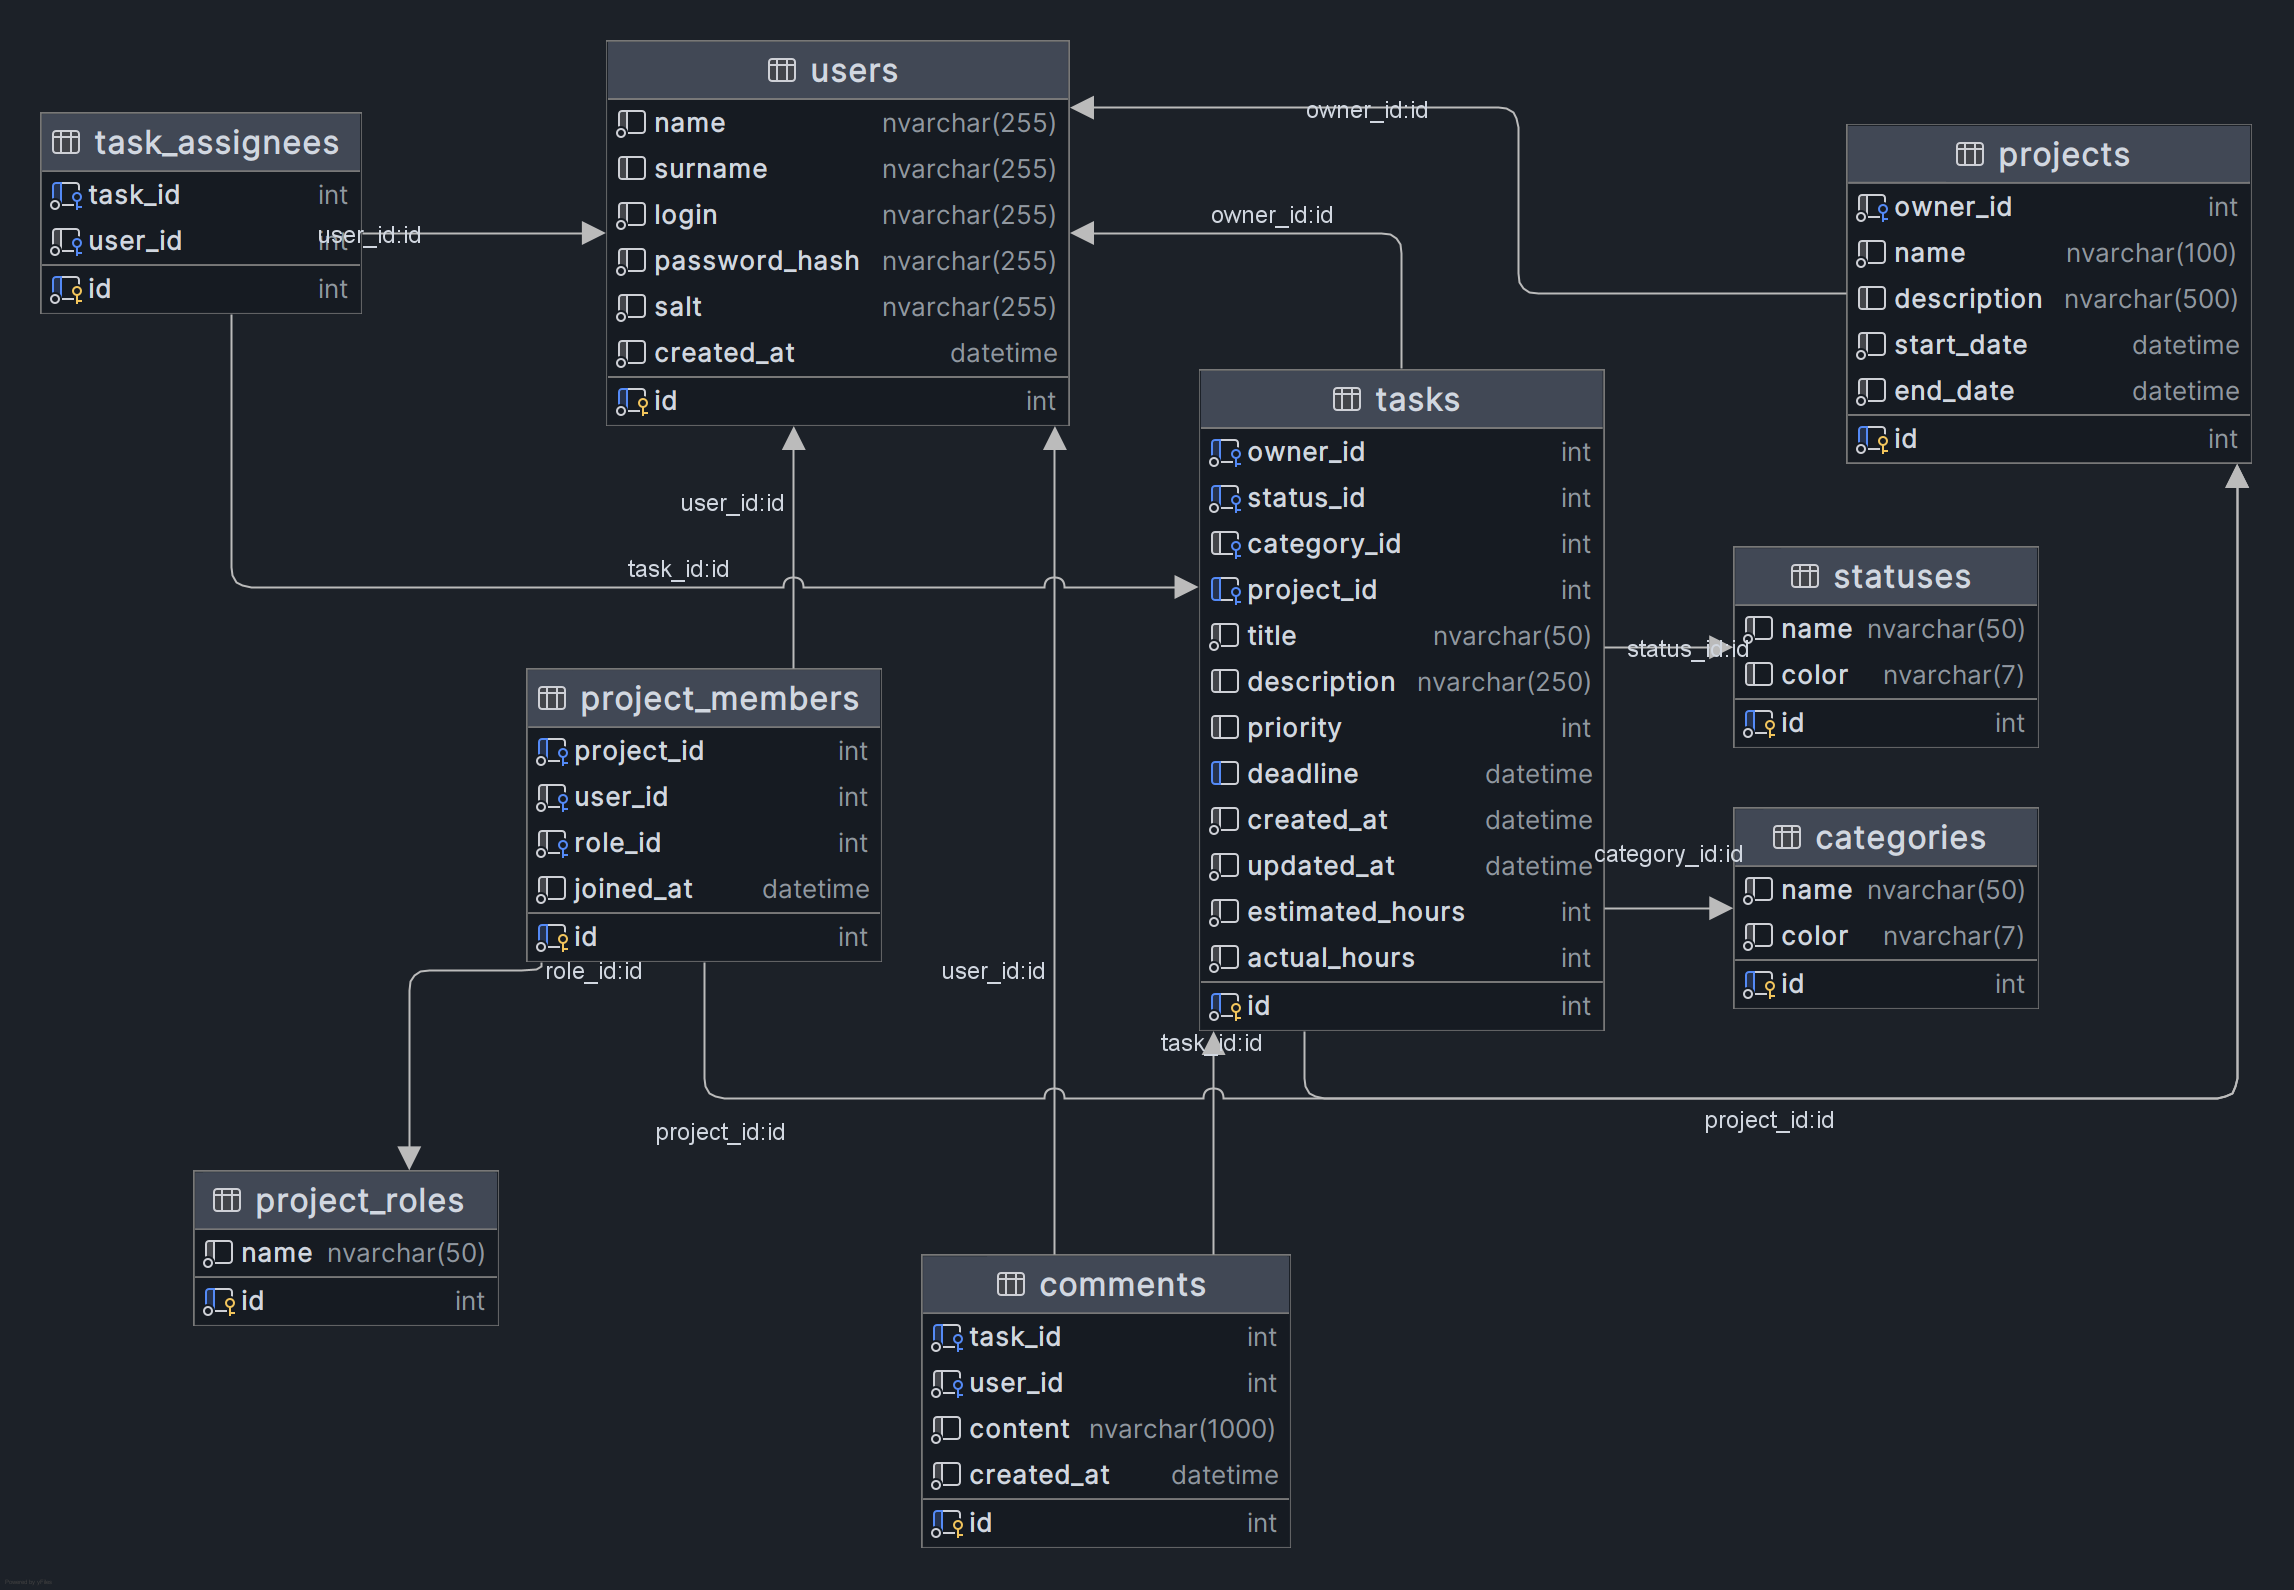 users
name nvarchar(255)
surname nvarchar(255)
login nvarchar(255)
password_hash nvarchar(255)
salt nvarchar(255)
created_at datetime
id int
task_assignees
task_id int
user_id int
id int
user_id:id
owner_id:id
owner_id:id
projects
owner_id int
name nvarchar(100)
description nvarchar(500)
start_date datetime
end_date datetime
id int
tasks
owner_id int
status_id int
category_id int
project_id int
title nvarchar(50)
description nvarchar(250)
priority int
deadline datetime
created_at datetime
updated_at datetime
estimated_hours int
actual_hours int
id int
user_id:id
task_id:id
statuses
name nvarchar(50)
color nvarchar(7)
id int
status_id:id
project_members
project_id int
user_id int
role_id int
joined_at datetime
id int
category_id:id
categories
name nvarchar(50)
color nvarchar(7)
id int
role_id:id
user_id:id
task_id:id
project_id:id
project_id:id
project_roles
name nvarchar(50)
id int
comments
task_id int
user_id int
content nvarchar(1000)
created_at datetime
id int
Powered by yFiles